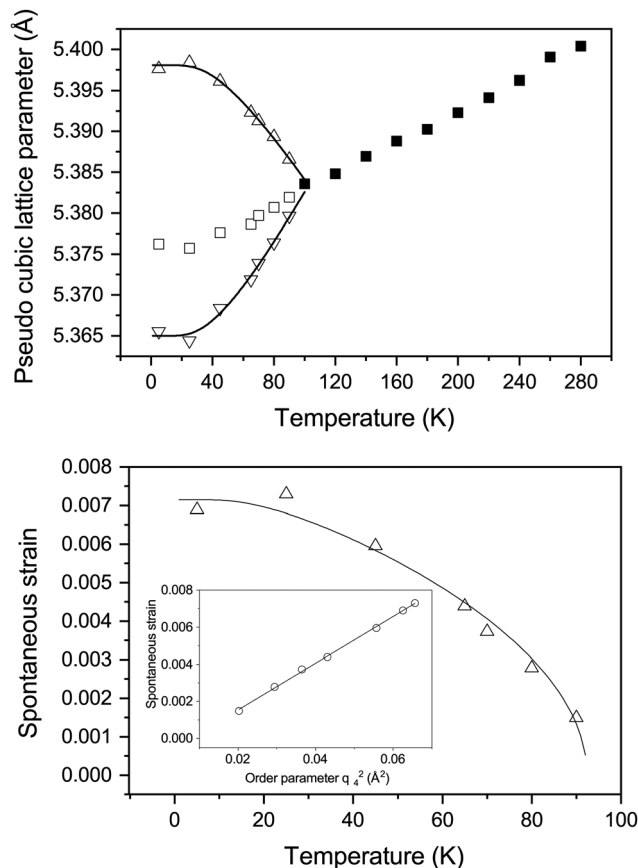 Pseudo cubic lattice parameter (Å)
5.400
5.395
5.390
5.385
5.380
5.375
5.370
5.365
0 40 80 120 160 200 240 280
Temperature (K)
Spontaneous strain
0.008
0.007
0.006
0.005
0.004
0.003
0.002
0.001
0.000
Spontaneous strain
0.008
0.006
0.004
0.002
0.000
0.02 0.04 0.06
Order parameter q₄² (Å²)
0 20 40 60 80 100
Temperature (K)